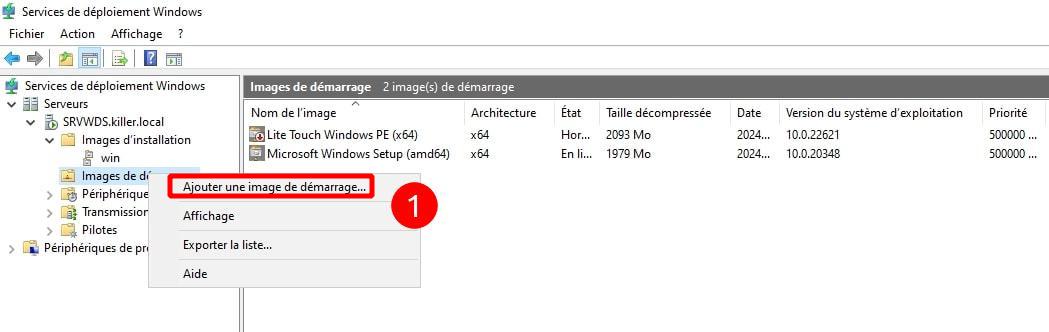 Services de déploiement Windows
Fichier Action Affichage ?
Services de déploiement Windows
Serveurs
SRVWDS.killer.local
Images d'installation
win
Images de dé
Périphérique
Transmission
Pilotes
Périphériques de pr
Images de démarrage 2 image(s) de démarrage
Nom de l'image Architecture État Taille décompressée Date Version du système d'exploitation Priorité
Lite Touch Windows PE (x64) x64 Hor... 2093 Mo 2024... 10.0.22621 500000 ...
Microsoft Windows Setup (amd64) x64 En li... 1979 Mo 2024... 10.0.20348 500000 ...
Ajouter une image de démarrage...
1
Affichage
Exporter la liste...
Aide